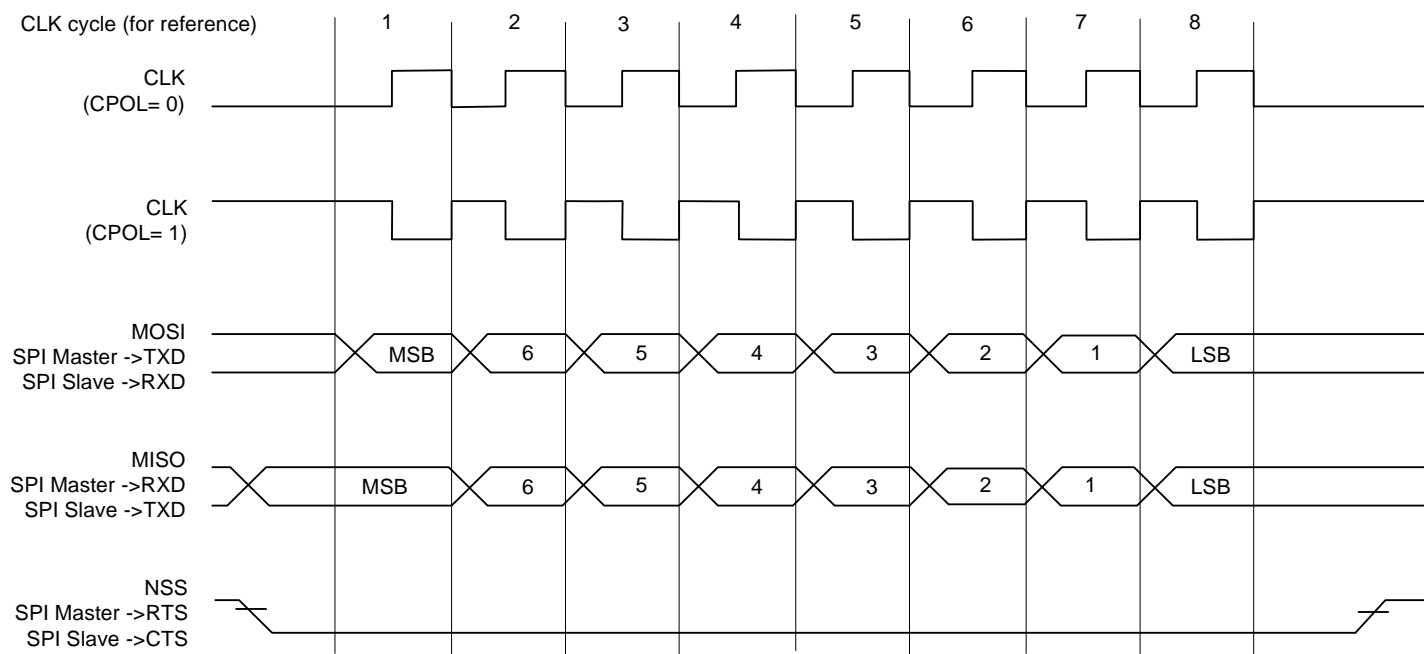 CLK cycle (for reference) 1 2 3 4 5 6 7 8
CLK
(CPOL= 0)
CLK
(CPOL= 1)
MOSI
SPI Master ->TXD
SPI Slave ->RXD
MSB 6 5 4 3 2 1 LSB
MISO
SPI Master ->RXD
SPI Slave ->TXD
MSB 6 5 4 3 2 1 LSB
NSS
SPI Master ->RTS
SPI Slave ->CTS